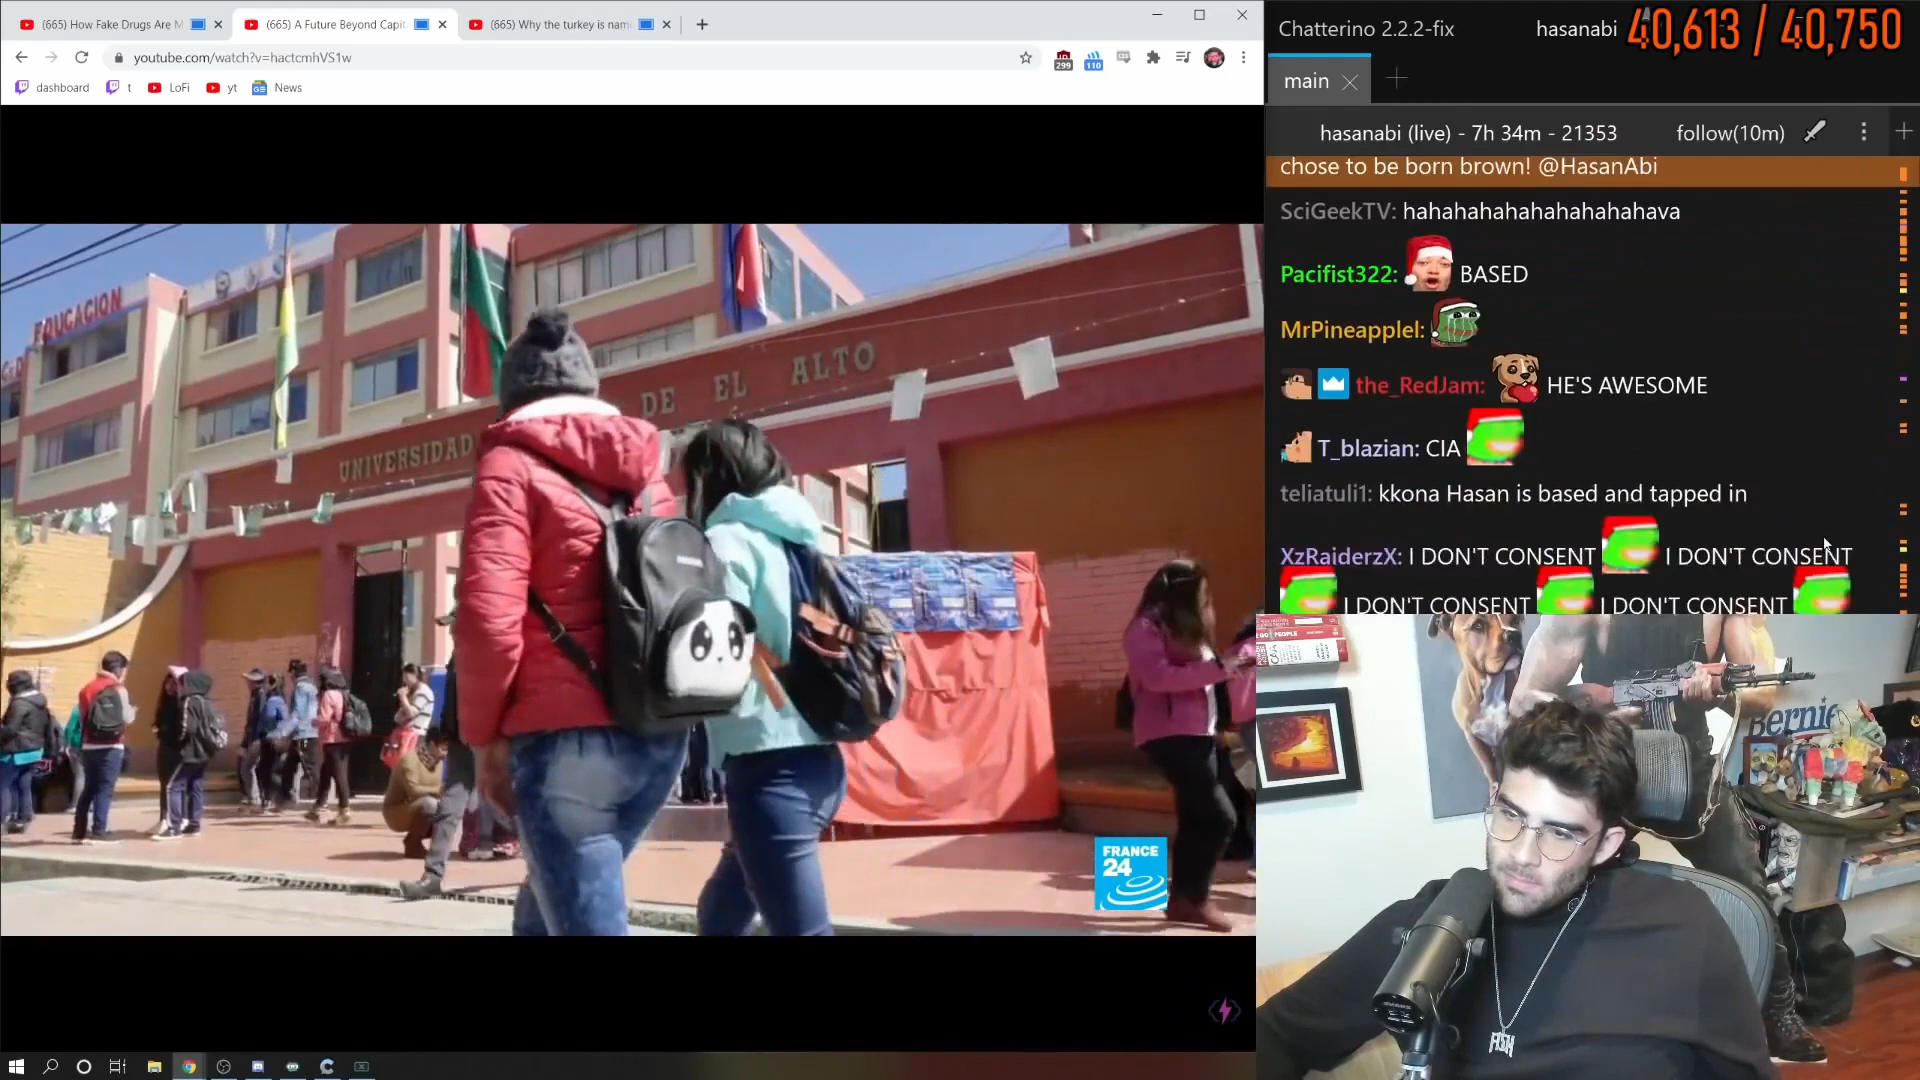 (665) How Fake Drugs Are M
(665) A Future Beyond Capit
(665) Why the turkey is nam
youtube.com/watch?v=hactcmhVS1w
299
110
dashboard
t
LoFi
yt
News
EDUCACION
UNIVERSIDAD
DE EL ALTO
FRANCE
24
Chatterino 2.2.2-fix
hasanabi
40,613 / 40,750
main
hasanabi (live) - 7h 34m - 21353
follow(10m)
chose to be born brown! @HasanAbi
SciGeekTV: hahahahahahahahahava
Pacifist322: BASED
MrPineapplel:
the_RedJam: HE'S AWESOME
T_blazian: CIA
teliatuli1: kkona Hasan is based and tapped in
XzRaiderzX: I DON'T CONSENT I DON'T CONSENT
I DON'T CONSENT I DON'T CONSENT
Bernie
FISH